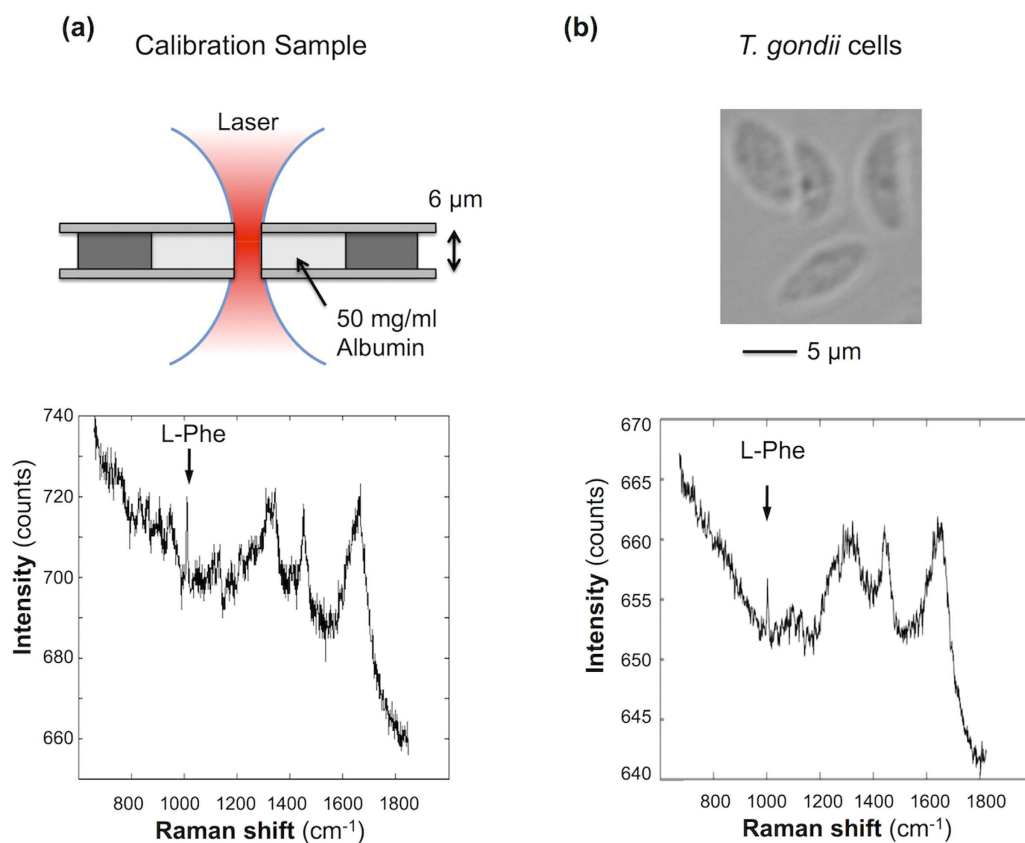 (a)
Calibration Sample
Laser
6 µm
50 mg/ml
Albumin
740
720
700
680
660
L-Phe
Intensity (counts)
800 1000 1200 1400 1600 1800
Raman shift (cm⁻¹)
(b)
T. gondii cells
5 µm
670
665
660
655
650
645
640
L-Phe
Intensity (counts)
800 1000 1200 1400 1600 1800
Raman shift (cm⁻¹)